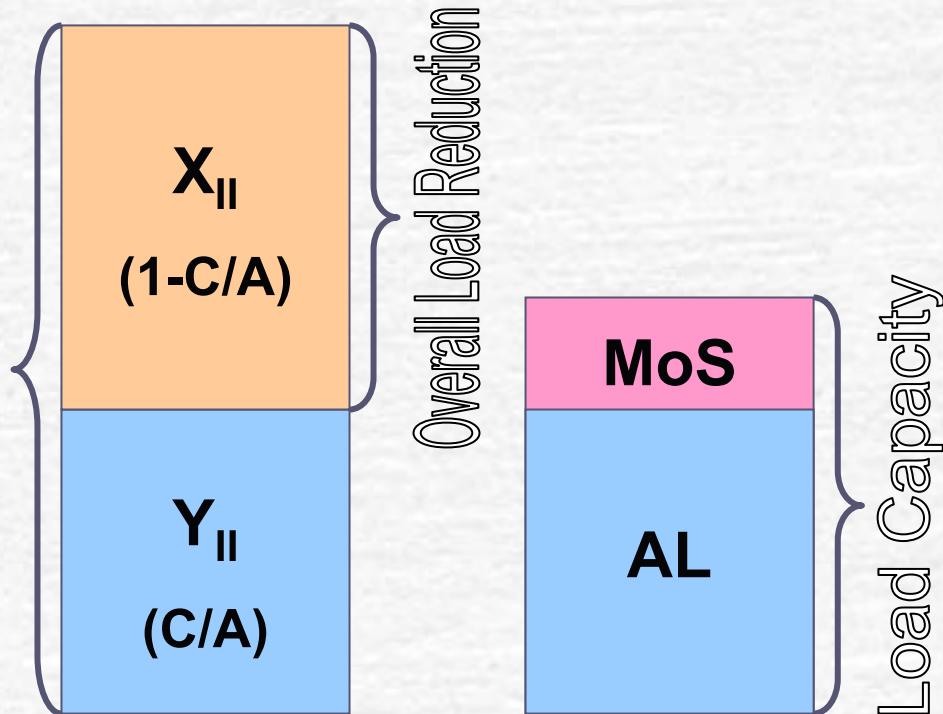 X_II
(1-C/A)
Overall Load Reduction
Y_II
(C/A)
MoS
AL
Load Capacity